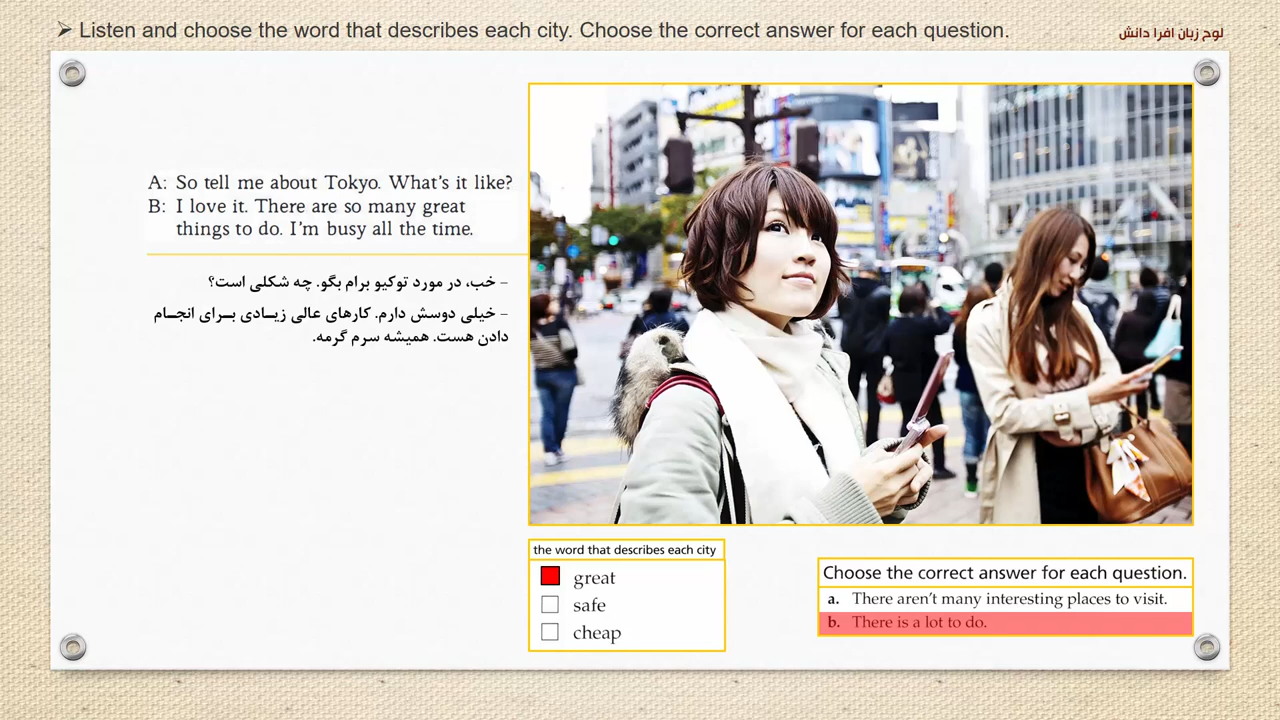 ➢ Listen and choose the word that describes each city. Choose the correct answer for each question.
لوح زبان افرا دانش
A: So tell me about Tokyo. What's it like?
B: I love it. There are so many great
things to do. I'm busy all the time.
- خب، در مورد توکیو برام بگو. چه شکلی است؟
- خیلی دوسش دارم. کارهای عالی زیـادی بـرای انجـام
دادن هست. همیشه سرم گرمه.
the word that describes each city
great
safe
cheap
Choose the correct answer for each question.
a. There aren't many interesting places to visit.
b. There is a lot to do.